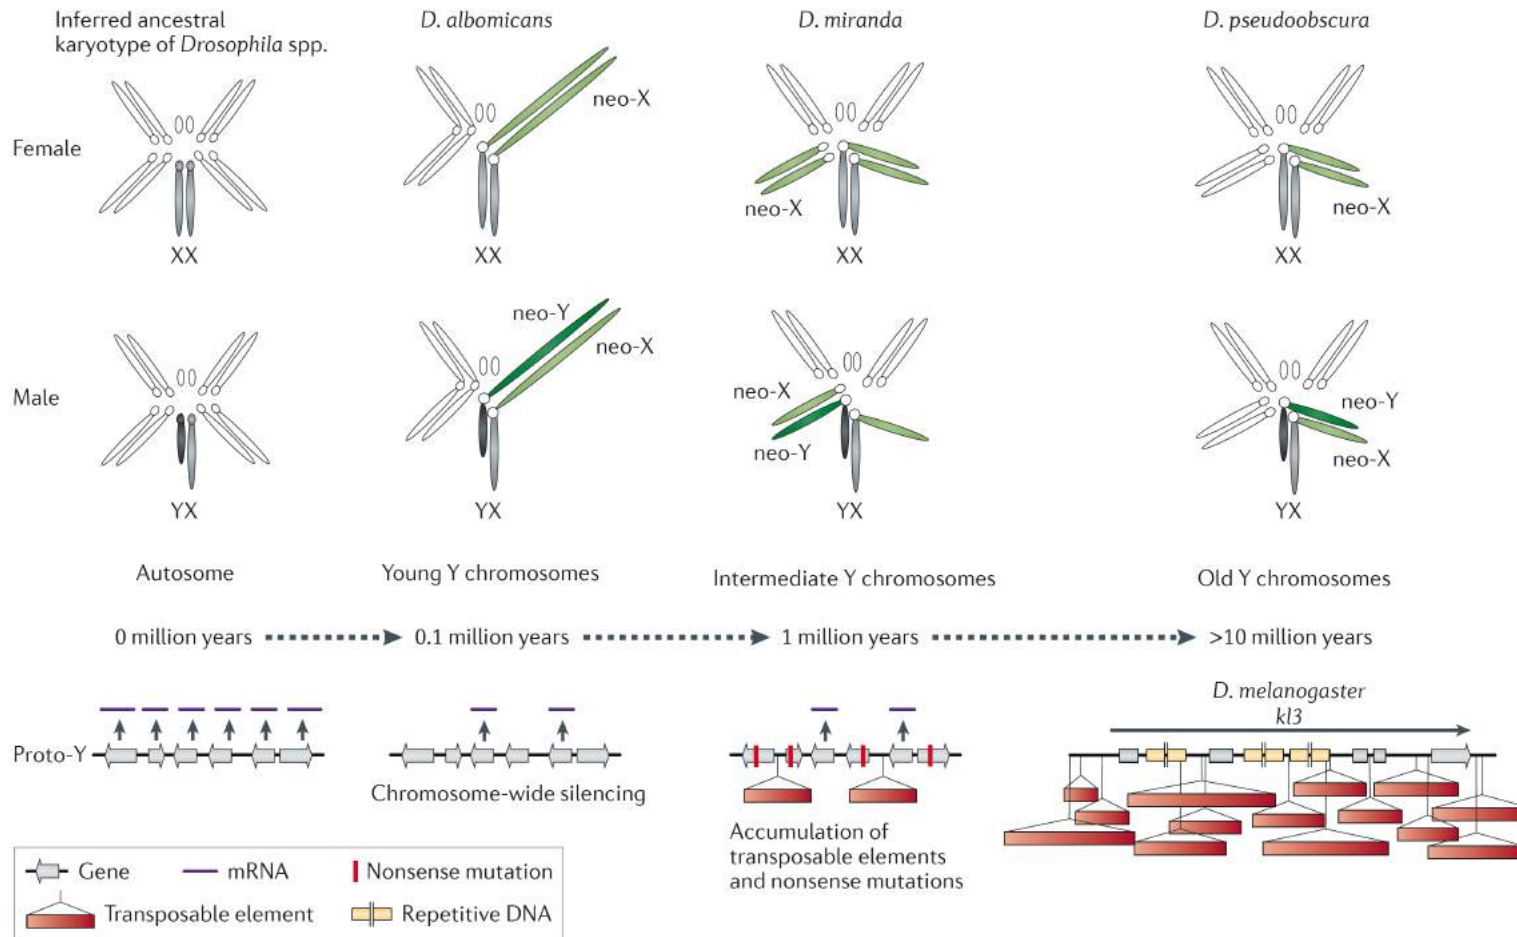 Inferred ancestral
karyotype of Drosophila spp.
D. albomicans
D. miranda
D. pseudoobscura
Female
neo-X
neo-X
neo-X
XX
XX
XX
XX
Male
neo-Y
neo-X
neo-X
neo-Y
neo-Y
neo-X
YX
YX
YX
YX
Autosome
Young Y chromosomes
Intermediate Y chromosomes
Old Y chromosomes
0 million years
0.1 million years
1 million years
>10 million years
D. melanogaster
kl3
Proto-Y
Chromosome-wide silencing
Accumulation of
transposable elements
and nonsense mutations
Gene
mRNA
Nonsense mutation
Transposable element
Repetitive DNA